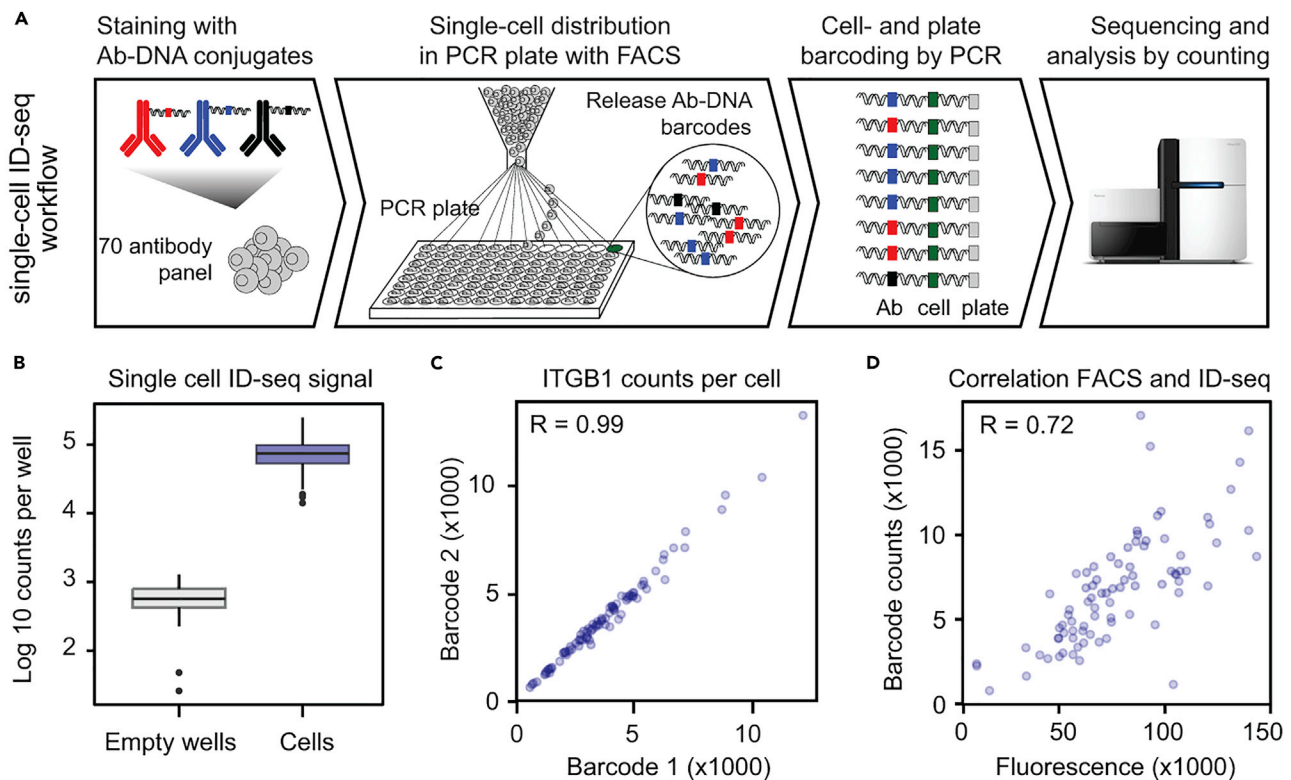 A
Staining with
Ab-DNA conjugates
Single-cell distribution
in PCR plate with FACS
Cell- and plate
barcoding by PCR
Sequencing and
analysis by counting
single-cell ID-seq
workflow
70 antibody
panel
PCR plate
Release Ab-DNA
barcodes
Ab cell plate
B
Single cell ID-seq signal
Log 10 counts per well
5
4
3
2
Empty wells
Cells
C
ITGB1 counts per cell
R = 0.99
Barcode 2 (x1000)
10
5
0
0 5 10
Barcode 1 (x1000)
D
Correlation FACS and ID-seq
R = 0.72
Barcode counts (x1000)
15
10
5
0
0 50 100 150
Fluorescence (x1000)